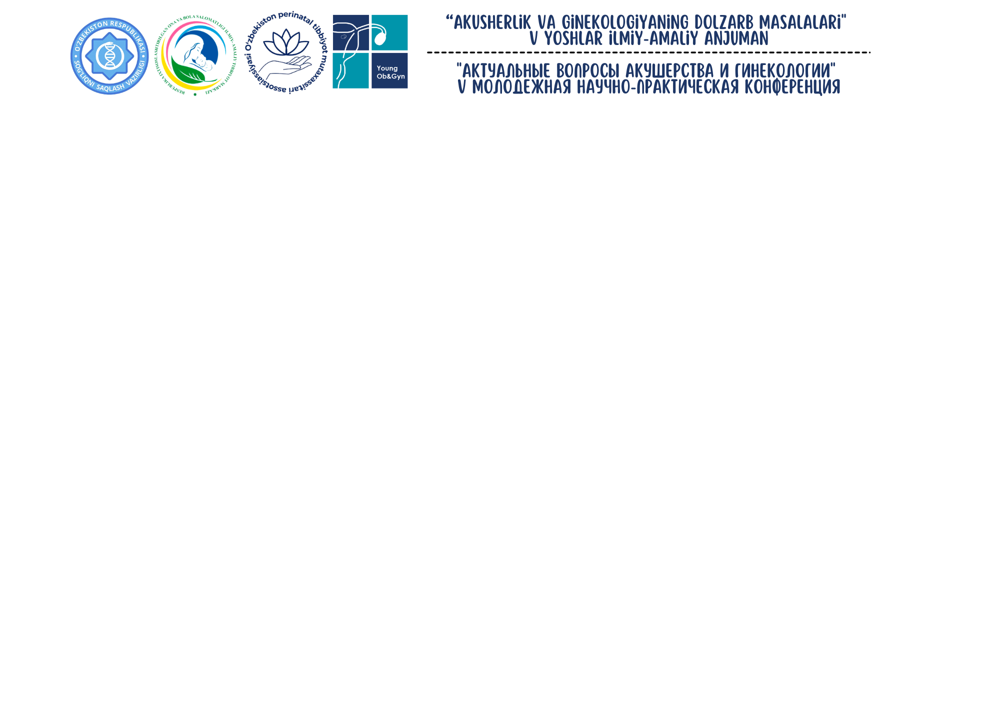 O'ZBEKISTON RESPUBLIKASI
SOG'LIQNI SAQLASH VAZIRLIGI
RESPUBLIKA IXTISOSLASHTIRILGAN ONA VA BOLA SALOMATLIGI ILMIY- AMALIY TIBBIYOT MARKAZI
O'zbekiston perinatal tibbiyot mutaxassitari assotsiatsiyasi
Young
Ob&Gyn
“AKUSHERLiK VA GiNEKOLOGiYANiNG DOLZARB MASALALARi"
V YOSHLAR iLMiY-AMALiY ANJUMAN
"АКТУАЛЬНЫЕ ВОПРОСЫ АКУШЕРСТВА И ГИНЕКОЛОГИИ"
V МОЛОДЕЖНАЯ НАУЧНО-ПРАКТИЧЕСКАЯ КОНФЕРЕНЦИЯ